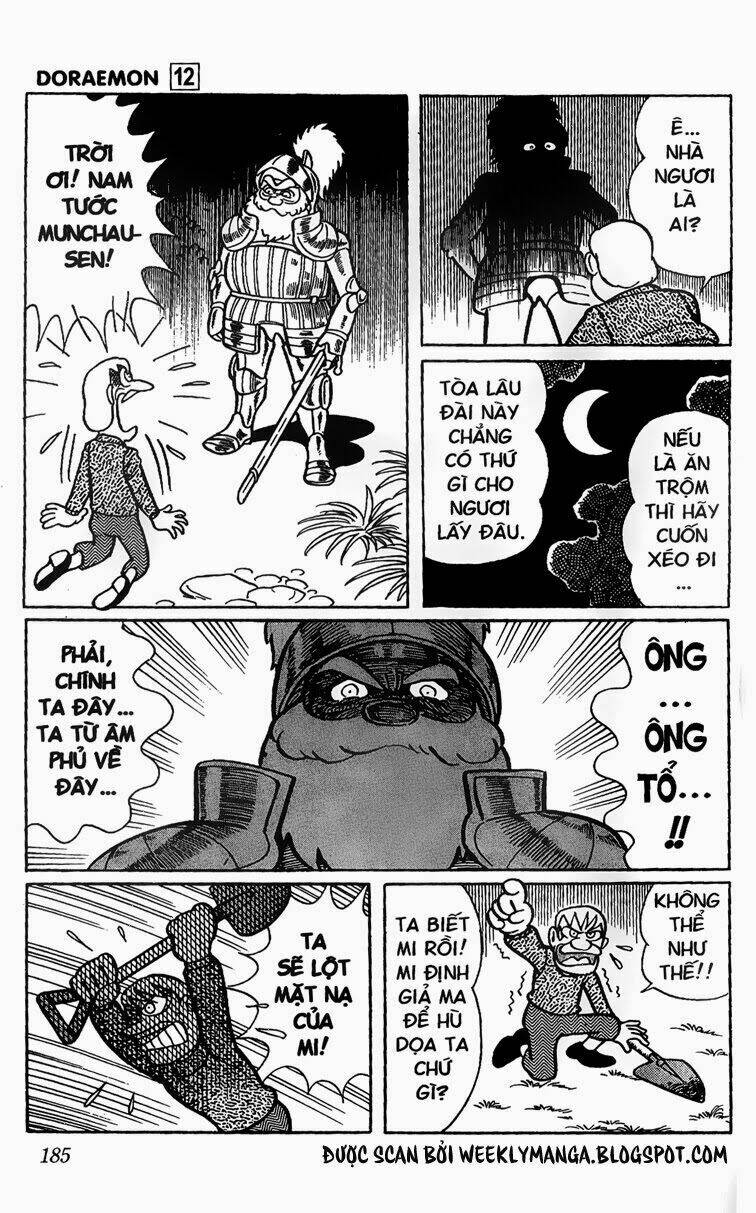 DORAEMON 12
Ê...
NHÀ
NGƯƠI
LÀ
AI?
NẾU
LÀ ĂN
TRỘM
THÌ HÃY
CUỐN
XÉO ĐI
...
TÒA LÂU
ĐÀI NÀY
CHẲNG
CÓ THỨ
GÌ CHO
NGƯƠI
LẤY ĐÂU.
TRỜI
ƠI! NAM
TƯỚC
MUNCHAU-
SEN!
ÔNG
...
ÔNG
TỔ...
!!
PHẢI,
CHÍNH
TA ĐÂY...
TA TỪ ÂM
PHỦ VỀ
ĐÂY...
KHÔNG
THỂ
NHƯ
THẾ!!
TA BIẾT
MI RỒI!
MI ĐỊNH
GIẢ MA
ĐỂ HÙ
DỌA TA
CHỨ
GÌ?
TA
SẼ LỘT
MẶT NẠ
CỦA
MI!
185
ĐƯỢC SCAN BỞI WEEKLYMANGA.BLOGSPOT.COM